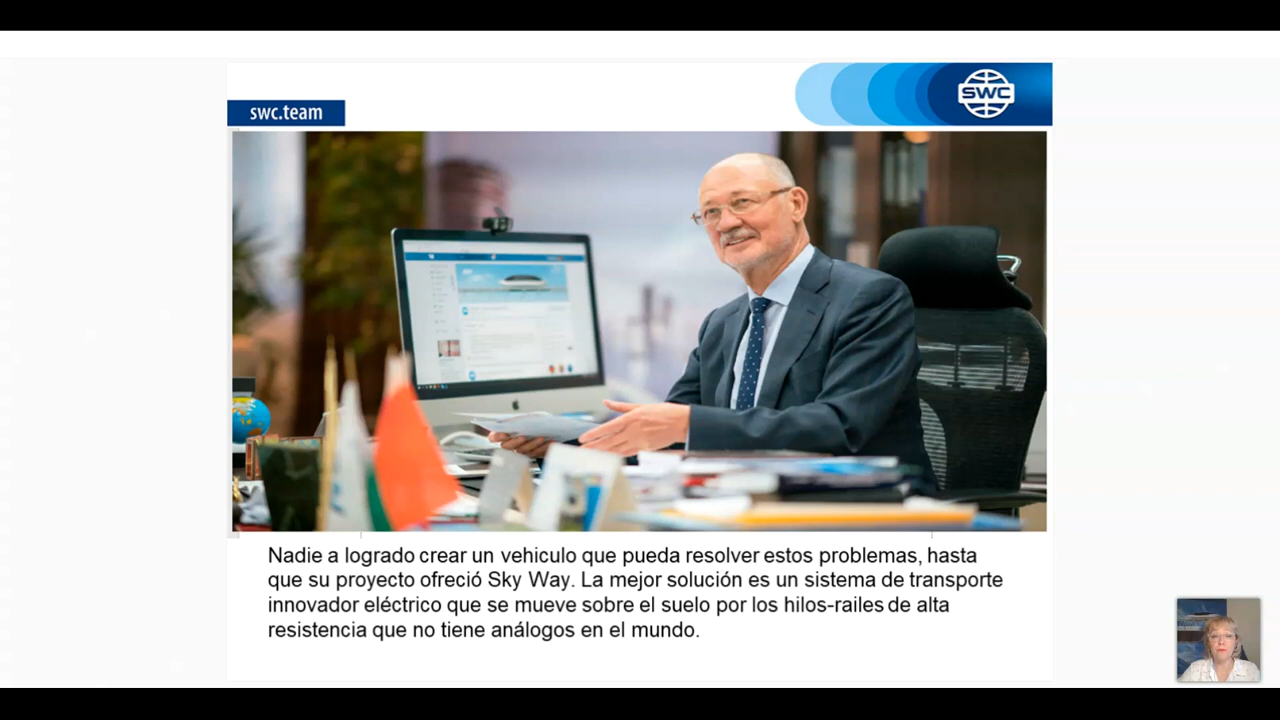 swc.team
SWC
Nadie a logrado crear un vehiculo que pueda resolver estos problemas, hasta
que su proyecto ofreció Sky Way. La mejor solución es un sistema de transporte
innovador eléctrico que se mueve sobre el suelo por los hilos-railes de alta
resistencia que no tiene análogos en el mundo.